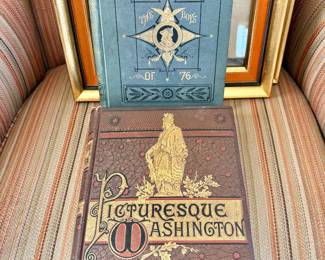 THE BOYS
OF 76
PICTURESQUE
WASHINGTON